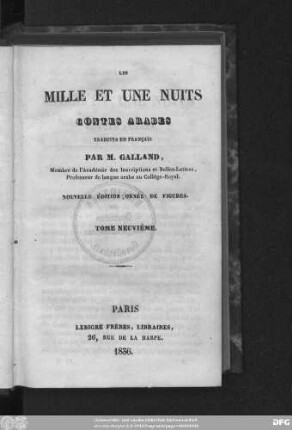 LES
MILLE ET UNE NUITS
CONTES ARABES
TRADUITS EN FRANÇAIS
PAR M. GALLAND,
Membre de l'Académie des Inscriptions et Belles-Lettres,
Professeur de langue arabe au Collége-Royal.
NOUVELLE ÉDITION ORNÉE DE FIGURES.
TOME NEUVIÈME.
PARIS
LEBIGRE FRÈRES, LIBRAIRES,
26, RUE DE LA HARPE.
1836.
DFG